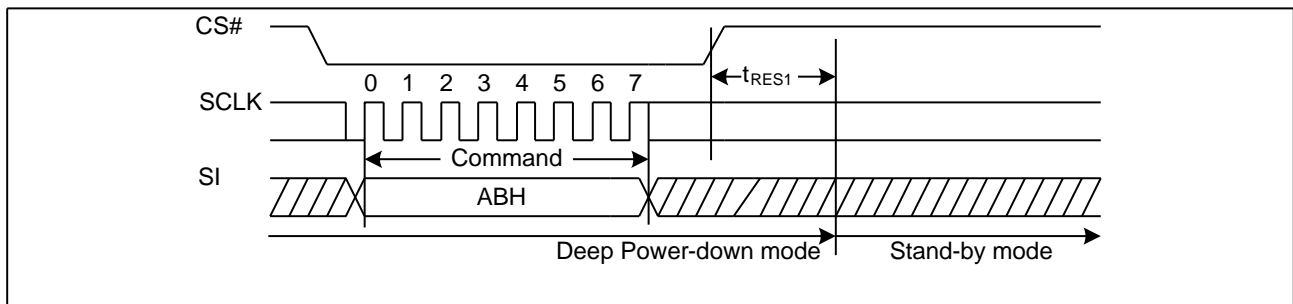 CS#
tRES1
0 1 2 3 4 5 6 7
SCLK
Command
SI
ABH
Deep Power-down mode Stand-by mode